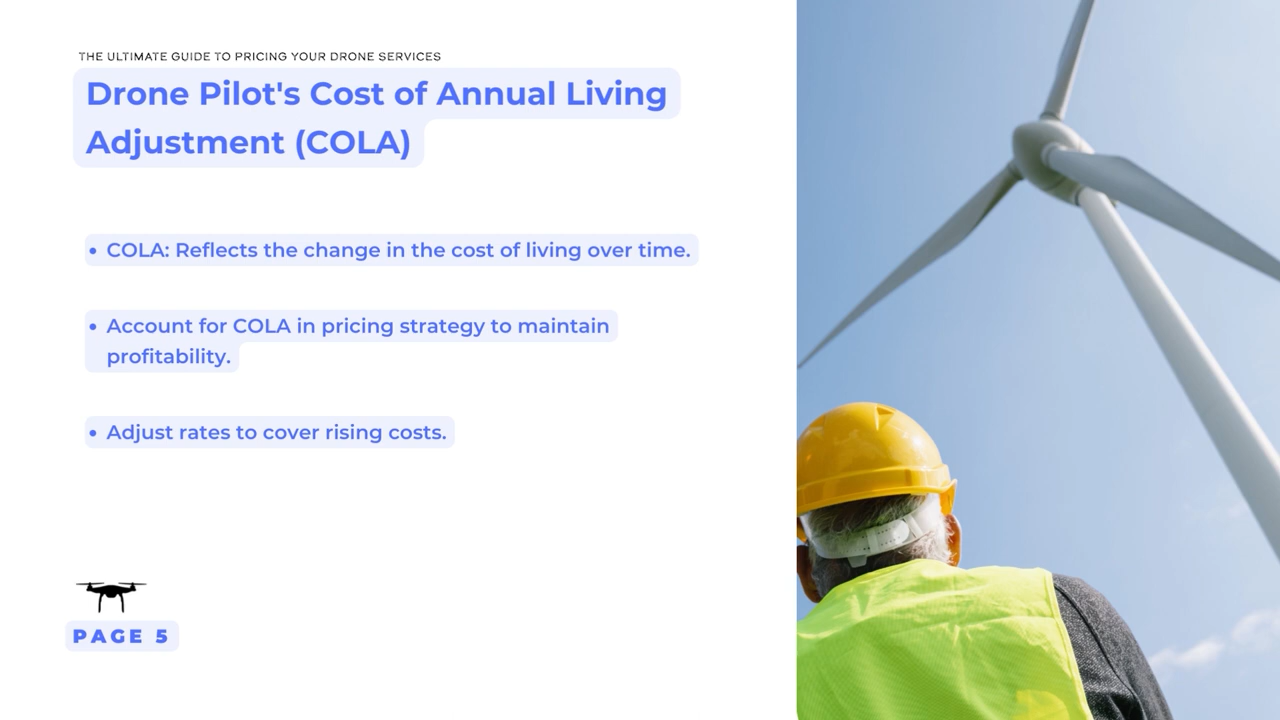 THE ULTIMATE GUIDE TO PRICING YOUR DRONE SERVICES
Drone Pilot's Cost of Annual Living
Adjustment (COLA)
• COLA: Reflects the change in the cost of living over time.
• Account for COLA in pricing strategy to maintain
profitability.
• Adjust rates to cover rising costs.
PAGE 5